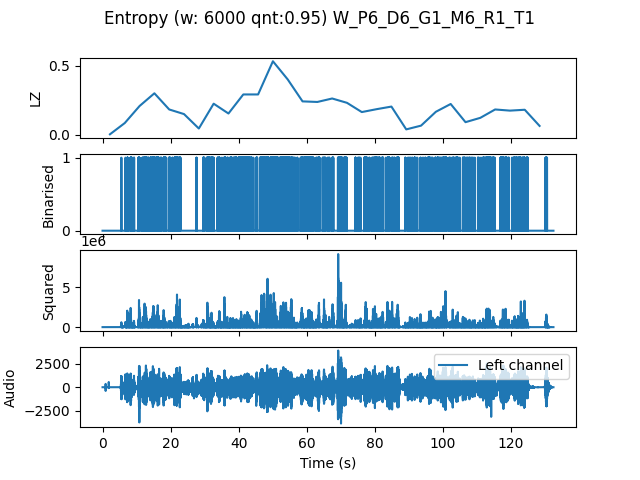 Entropy (w: 6000 qnt:0.95) W_P6_D6_G1_M6_R1_T1
0.5
LZ
0.0
1
Binarised
0
1e6
5
Squared
0
2500
Left channel
0
Audio
−2500
0 20 40 60 80 100 120
Time (s)